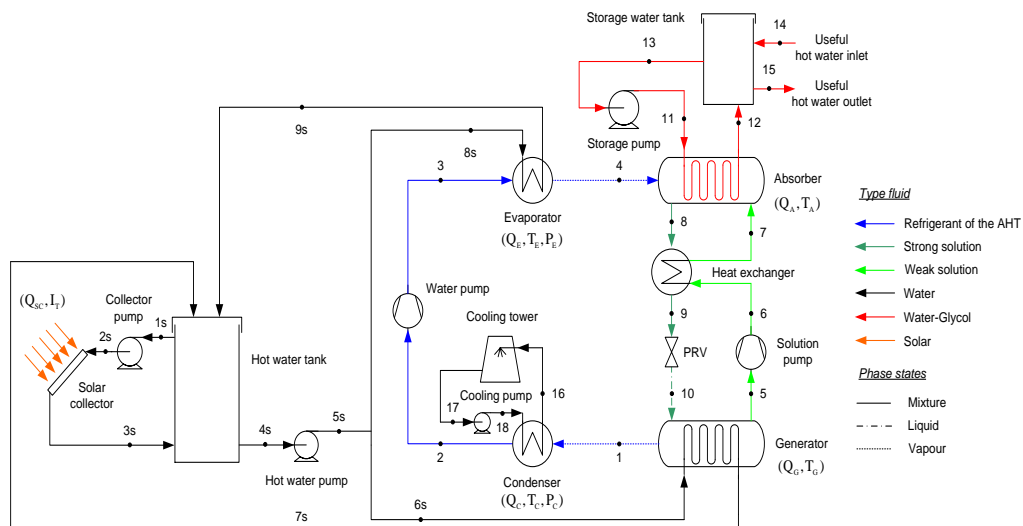 Storage water tank
14
13
Useful
hot water inlet
15
Useful
hot water outlet
11
12
Storage pump
9s
8s
3
4
Absorber
(Q_A, T_A)
Evaporator
(Q_E, T_E, P_E)
8
7
Heat exchanger
Type fluid
Refrigerant of the AHT
Strong solution
Weak solution
Water
Water-Glycol
Solar
Phase states
Mixture
Liquid
Vapour
(Q_SC, I_T)
Collector
pump
1s
2s
Solar
collector
Hot water tank
3s
4s
5s
Hot water pump
Water pump
Cooling tower
Cooling pump
17
18
16
9
6
PRV
Solution
pump
10
5
2
1
Condenser
(Q_C, T_C, P_C)
Generator
(Q_G, T_G)
6s
7s